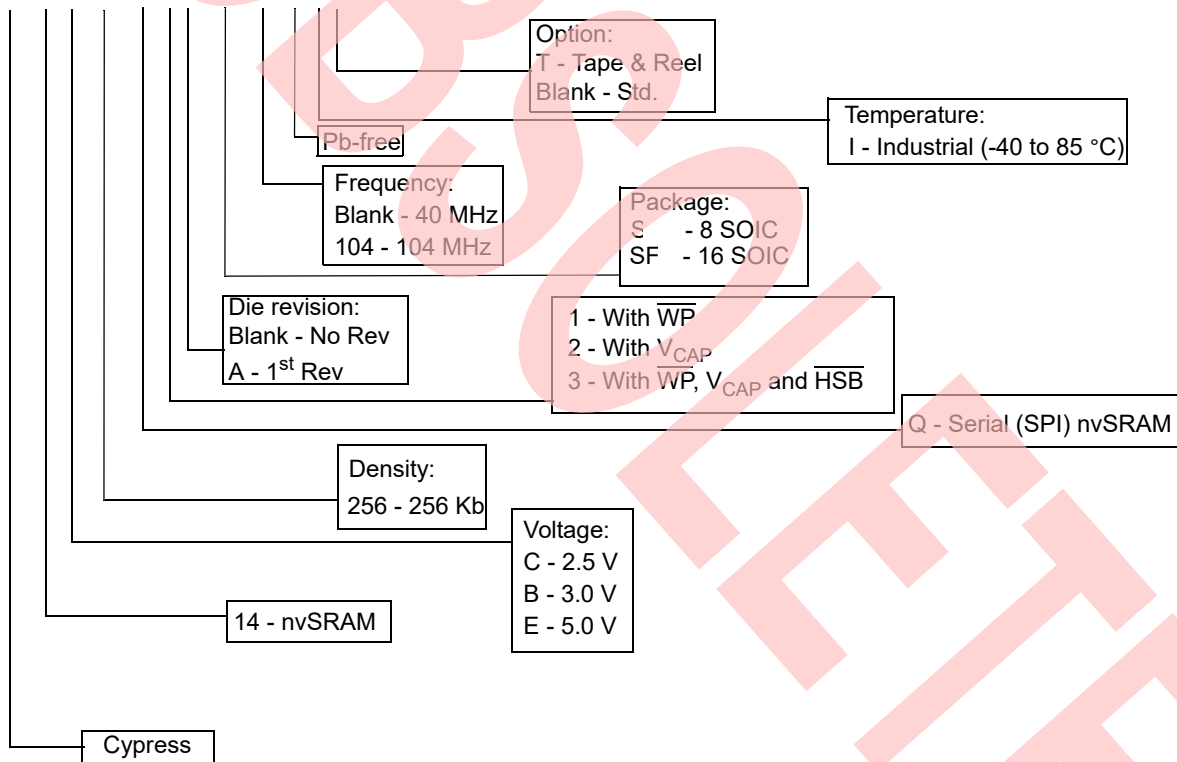 Option:
T - Tape & Reel
Blank - Std.
Temperature:
I - Industrial (-40 to 85 °C)
Pb-free
Frequency:
Blank - 40 MHz
104 - 104 MHz
Package:
S - 8 SOIC
SF - 16 SOIC
Die revision:
Blank - No Rev
A - 1st Rev
1 - With W̅P̅
2 - With VCAP
3 - With W̅P̅, VCAP and H̅S̅B̅
Q - Serial (SPI) nvSRAM
Density:
256 - 256 Kb
Voltage:
C - 2.5 V
B - 3.0 V
E - 5.0 V
14 - nvSRAM
Cypress